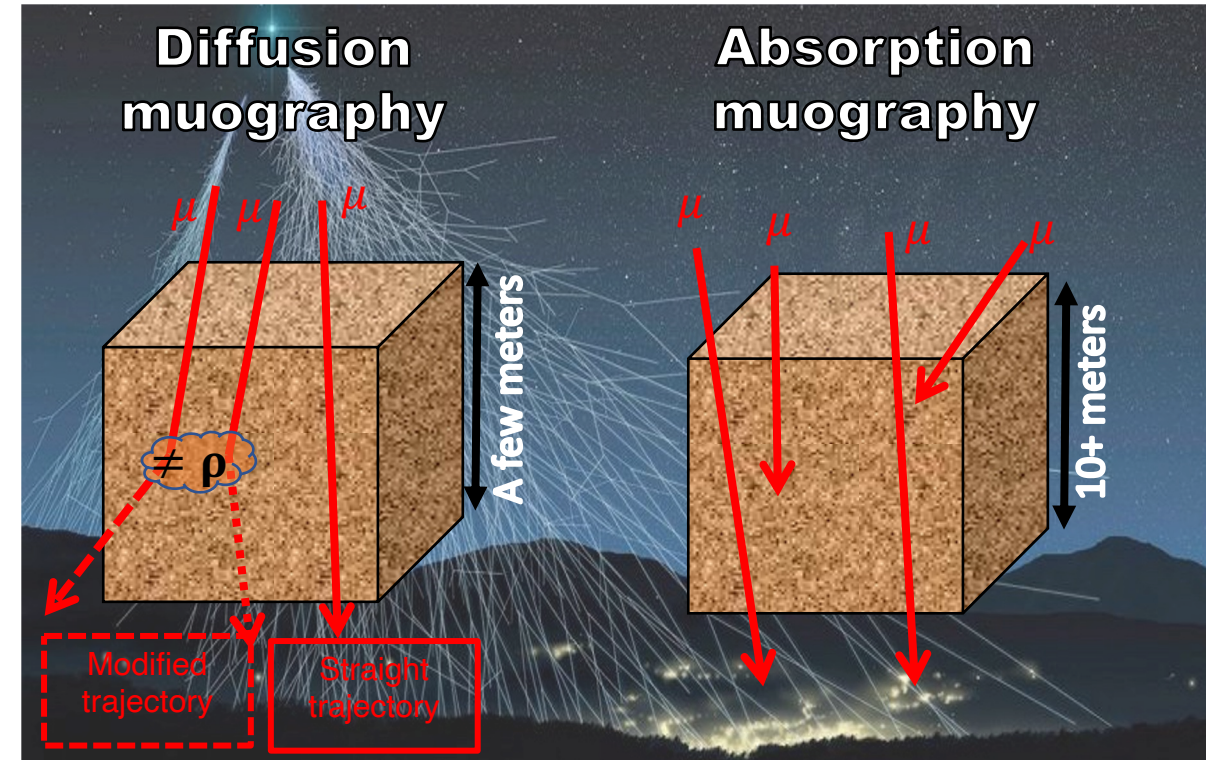 Diffusion
muography
Absorption
muography
μ
μ
μ
μ
μ
μ
μ
A few meters
10+ meters
≠ ρ
Modified
trajectory
Straight
trajectory